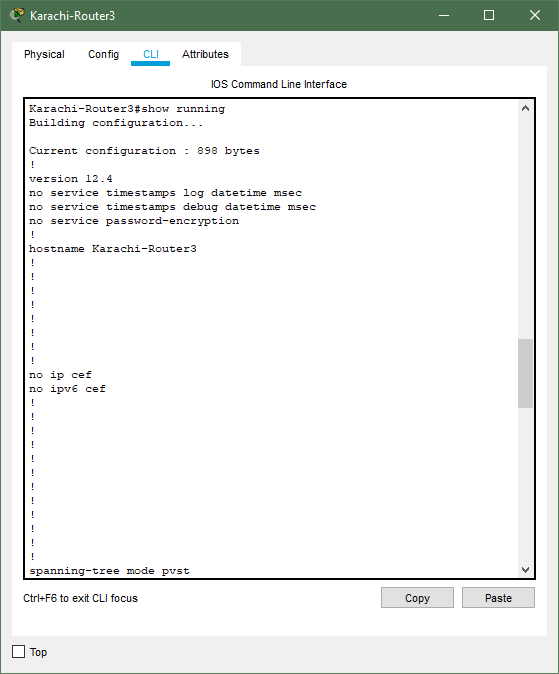 Karachi-Router3
Physical Config CLI Attributes
IOS Command Line Interface
Karachi-Router3#show running
Building configuration...
Current configuration : 898 bytes
!
version 12.4
no service timestamps log datetime msec
no service timestamps debug datetime msec
no service password-encryption
!
hostname Karachi-Router3
!
!
!
!
!
!
!
!
no ip cef
no ipv6 cef
!
!
!
!
!
!
!
!
!
!
!
!
spanning-tree mode pvst
Ctrl+F6 to exit CLI focus
Copy
Paste
Top